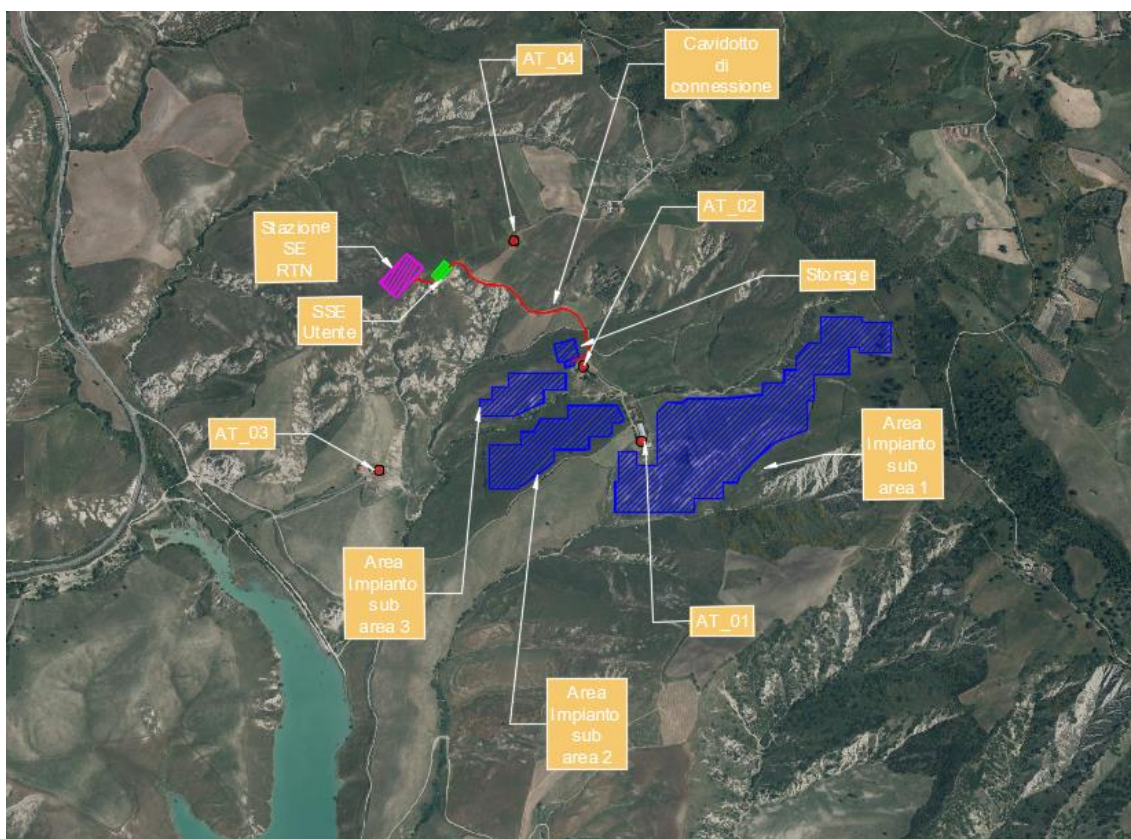 AT_04
Cavidotto
di
connessione
AT_02
Stazione
SE
RTN
Storage
SSE
Utente
AT_03
Area
Impianto
sub
area 1
Area
Impianto
sub
area 3
AT_01
Area
Impianto
sub
area 2